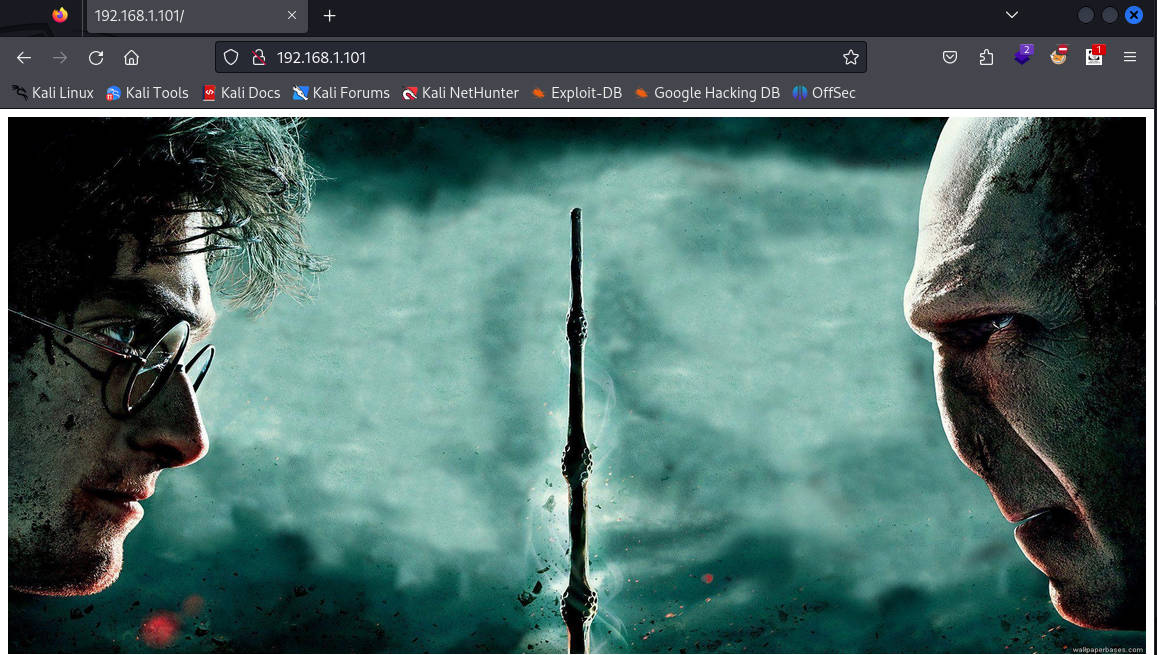 192.168.1.101/
192.168.1.101
2
1
Kali Linux Kali Tools Kali Docs Kali Forums Kali NetHunter Exploit-DB Google Hacking DB OffSec
wallpaperbases.com